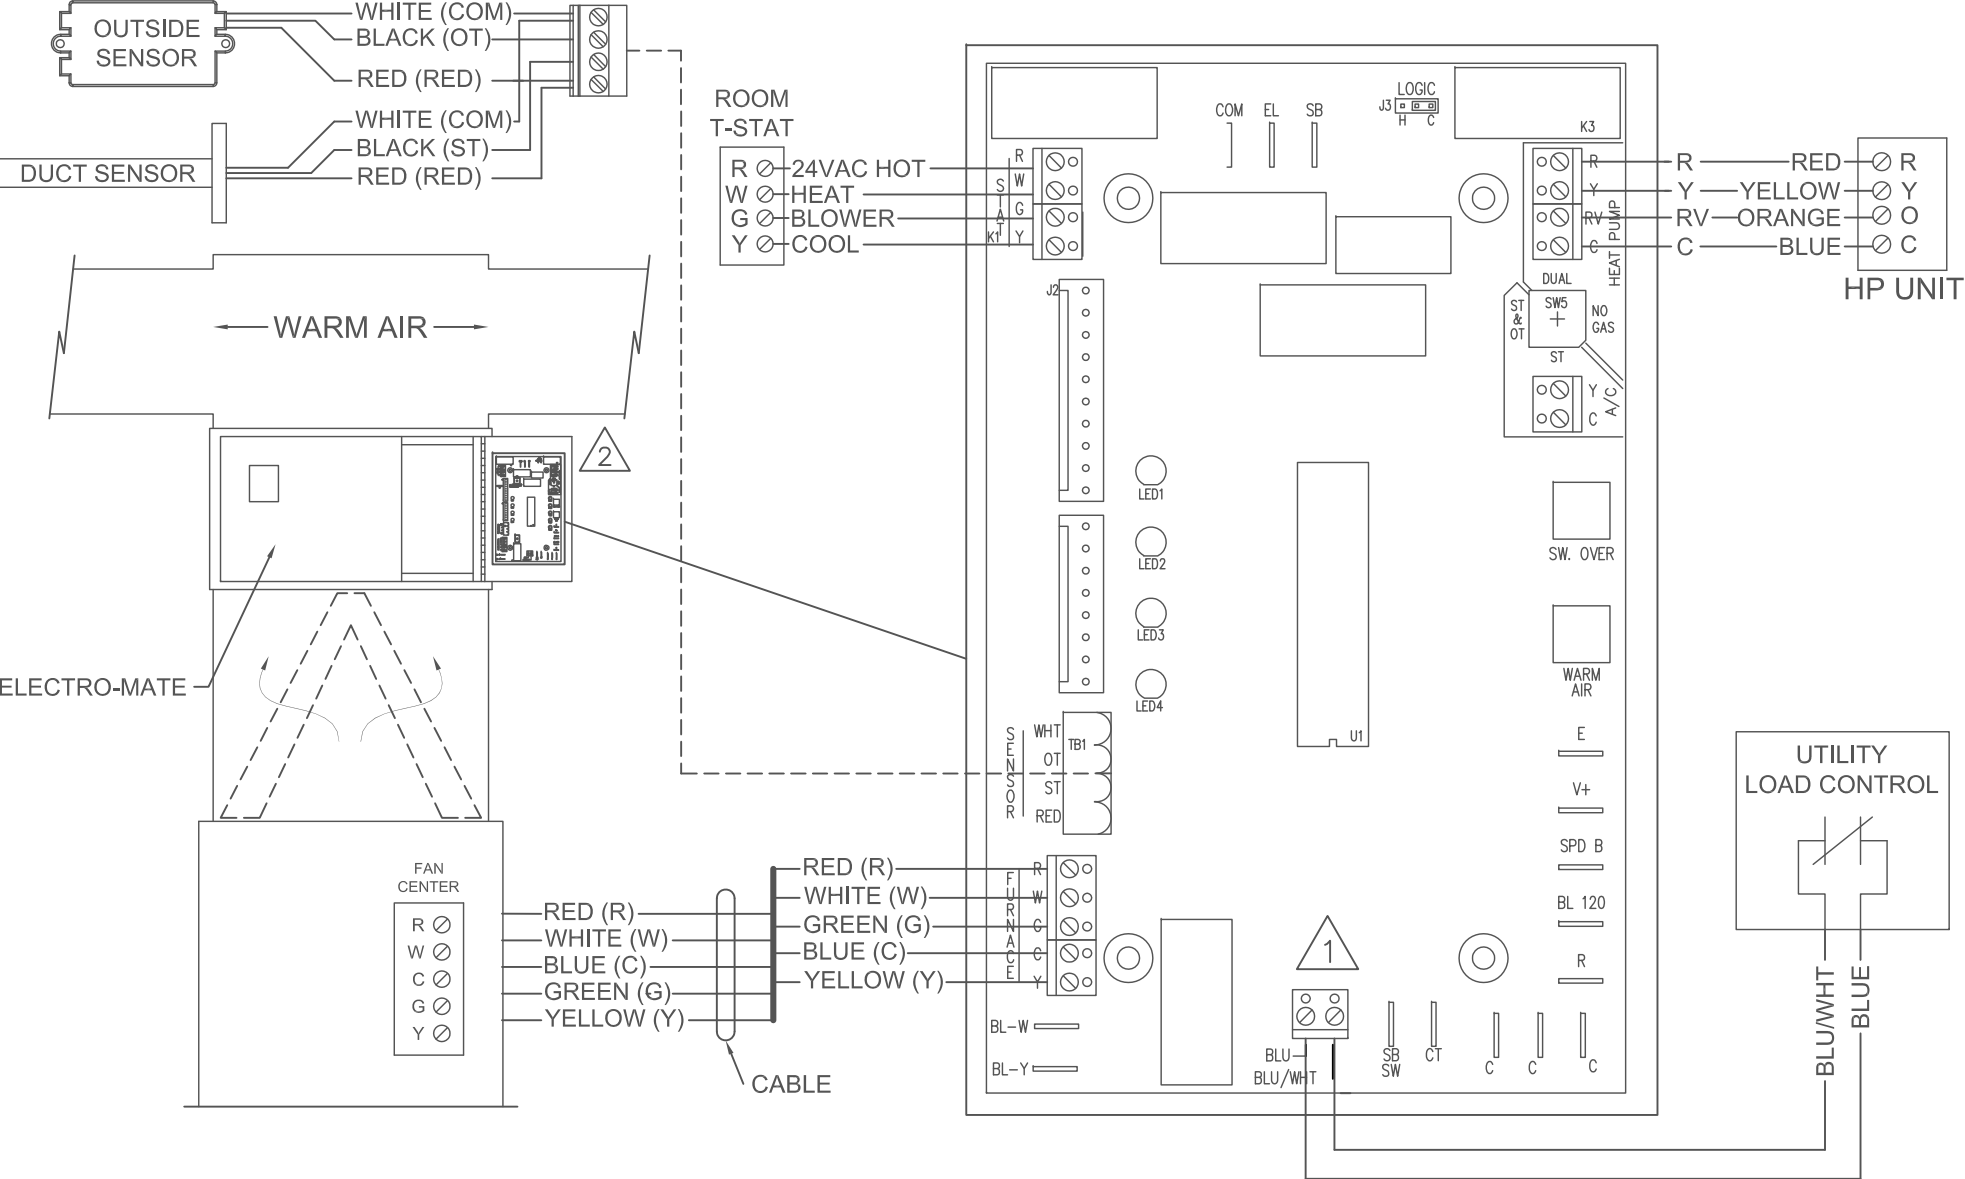 OUTSIDE
SENSOR
WHITE (COM)
BLACK (OT)
RED (RED)
WHITE (COM)
BLACK (ST)
RED (RED)
DUCT SENSOR
WARM AIR
2
ELECTRO-MATE
FAN
CENTER
R
W
C
G
Y
RED (R)
WHITE (W)
BLUE (C)
GREEN (G)
YELLOW (Y)
CABLE
RED (R)
WHITE (W)
GREEN (G)
BLUE (C)
YELLOW (Y)
ROOM
T-STAT
R 24VAC HOT
W HEAT
G BLOWER
Y COOL
STAT
K1
R
W
G
Y
COM EL SB
LOGIC
J3
H C
K3
R
Y
RV
C
HEAT PUMP
R RED R
Y YELLOW Y
RV ORANGE O
C BLUE C
HP UNIT
DUAL
SW5
ST
&
OT
NO
GAS
ST
Y
C
A/C
J2
LED1
LED2
LED3
LED4
SW. OVER
WARM
AIR
U1
SENSOR
WHT
OT
ST
RED
TB1
E
V+
SPD B
BL 120
R
FURNACE
R
W
G
C
Y
BL-W
BL-Y
1
BLU
BLU/WHT
SB
SW
CT
C
C
C
UTILITY
LOAD CONTROL
BLU/WHT
BLUE